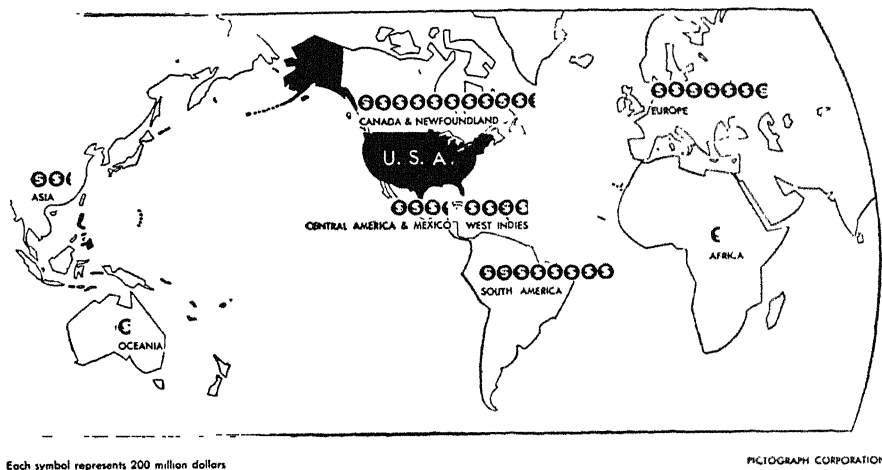 CANADA & NEWFOUNDLAND
EUROPE
U. S. A.
ASIA
CENTRAL AMERICA & MEXICO
WEST INDIES
AFRICA
SOUTH AMERICA
OCEANIA
Each symbol represents 200 million dollars
PICTOGRAPH CORPORATION